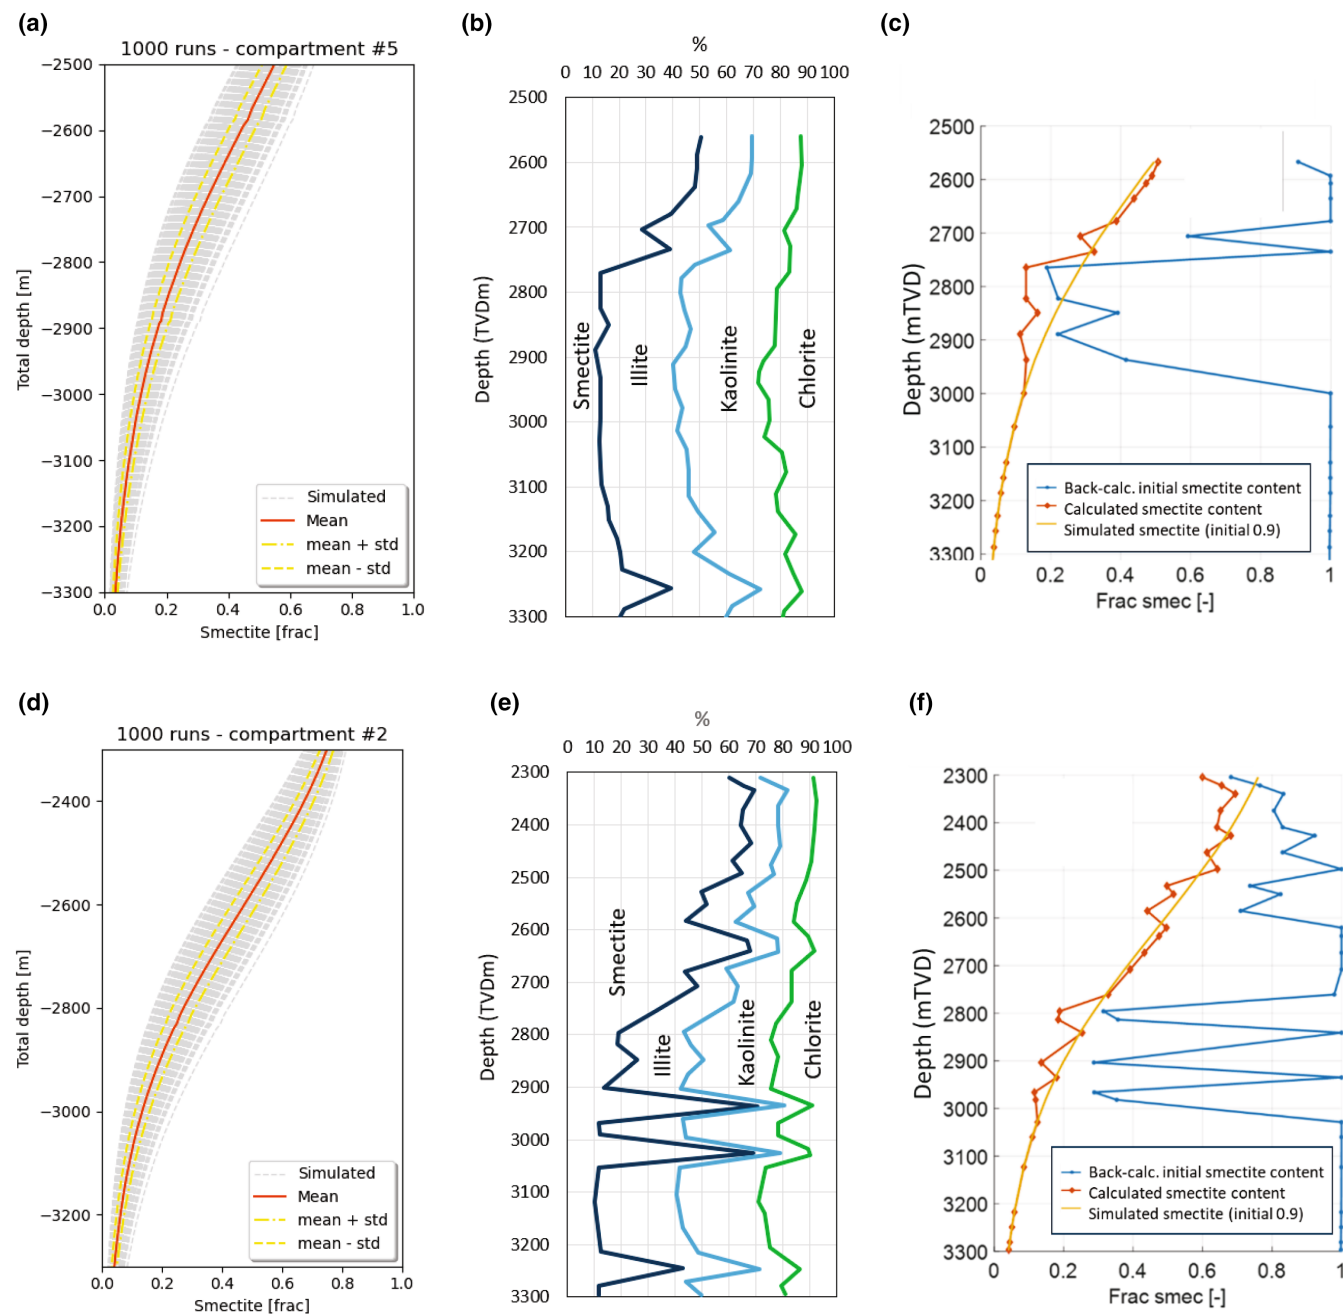 (a)
1000 runs - compartment #5
−2500
−2600
−2700
−2800
−2900
−3000
−3100
−3200
−3300
Total depth [m]
0.0 0.2 0.4 0.6 0.8 1.0
Smectite [frac]
Simulated
Mean
mean + std
mean - std
(b)
%
0 10 20 30 40 50 60 70 80 90 100
2500
2600
2700
2800
2900
3000
3100
3200
3300
Depth (TVDm)
Smectite
Illite
Kaolinite
Chlorite
(c)
2500
2600
2700
2800
2900
3000
3100
3200
3300
Depth (mTVD)
0 0.2 0.4 0.6 0.8 1
Frac smec [-]
Back-calc. initial smectite content
Calculated smectite content
Simulated smectite (initial 0.9)
(d)
1000 runs - compartment #2
−2400
−2600
−2800
−3000
−3200
Total depth [m]
0.0 0.2 0.4 0.6 0.8 1.0
Smectite [frac]
Simulated
Mean
mean + std
mean - std
(e)
%
0 10 20 30 40 50 60 70 80 90 100
2300
2400
2500
2600
2700
2800
2900
3000
3100
3200
3300
Depth (TVDm)
Smectite
Illite
Kaolinite
Chlorite
(f)
2300
2400
2500
2600
2700
2800
2900
3000
3100
3200
3300
Depth (mTVD)
0 0.2 0.4 0.6 0.8 1
Frac smec [-]
Back-calc. initial smectite content
Calculated smectite content
Simulated smectite (initial 0.9)